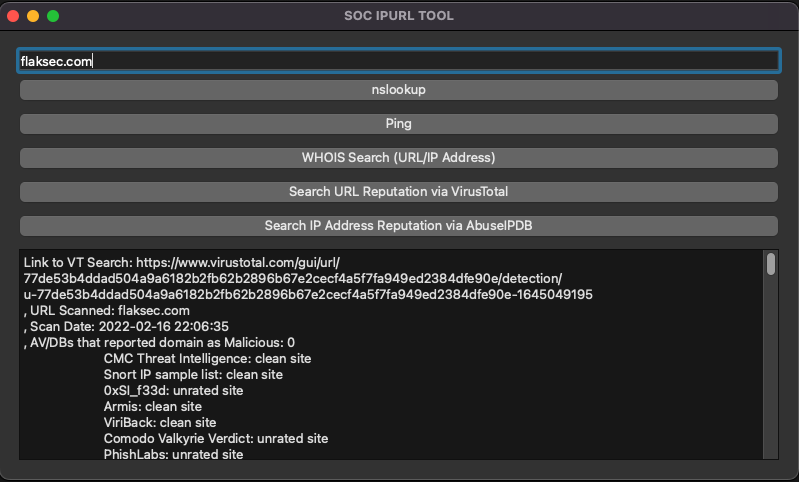 SOC IPURL TOOL
flaksec.com
nslookup
Ping
WHOIS Search (URL/IP Address)
Search URL Reputation via VirusTotal
Search IP Address Reputation via AbuseIPDB
Link to VT Search: https://www.virustotal.com/gui/url/
77de53b4ddad504a9a6182b2fb62b2896b67e2cecf4a5f7fa949ed2384dfe90e/detection/
u-77de53b4ddad504a9a6182b2fb62b2896b67e2cecf4a5f7fa949ed2384dfe90e-1645049195
, URL Scanned: flaksec.com
, Scan Date: 2022-02-16 22:06:35
, AV/DBs that reported domain as Malicious: 0
CMC Threat Intelligence: clean site
Snort IP sample list: clean site
0xSI_f33d: unrated site
Armis: clean site
ViriBack: clean site
Comodo Valkyrie Verdict: unrated site
PhishLabs: unrated site